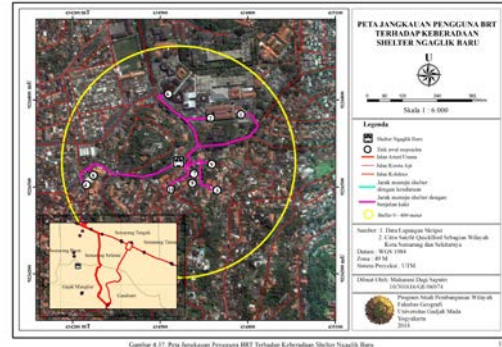 PETA JANGKAUAN PENGGUNA BRT
TERHADAP KEBERADAAN
SHELTER NGAGLIK BARU
U
Skala 1 : 6 000
Legenda
Shelter Ngaglik Baru
Titik awal responden
Jalan Arteri/Utama
Jalan Kereta Api
Jalan Kolektor
Jarak menuju shelter
dengan kendaraan
Jarak menuju shelter dengan
berjalan kaki
Buffer 0 - 400 meter
Sumber : 1. Data Lapangan Skripsi
2. Citra Satelit Quickbird Sebagian Wilayah
Kota Semarang dan Sekitarnya
Datum : WGS 1984
Zona : 49 M
Sistem Proyeksi : UTM
Dibuat Oleh: Maharani Dagi Saputri
Program Studi Pembangunan Wilayah
Fakultas Geografi
Universitas Gadjah Mada
Yogyakarta
2018
Semarang Tengah
Semarang Timur
Semarang Barat
Semarang Selatan
Gajah Mungkur
Candisari
Gambar 4.37. Peta Jangkauan Pengguna BRT Terhadap Keberadaan Shelter Ngaglik Baru